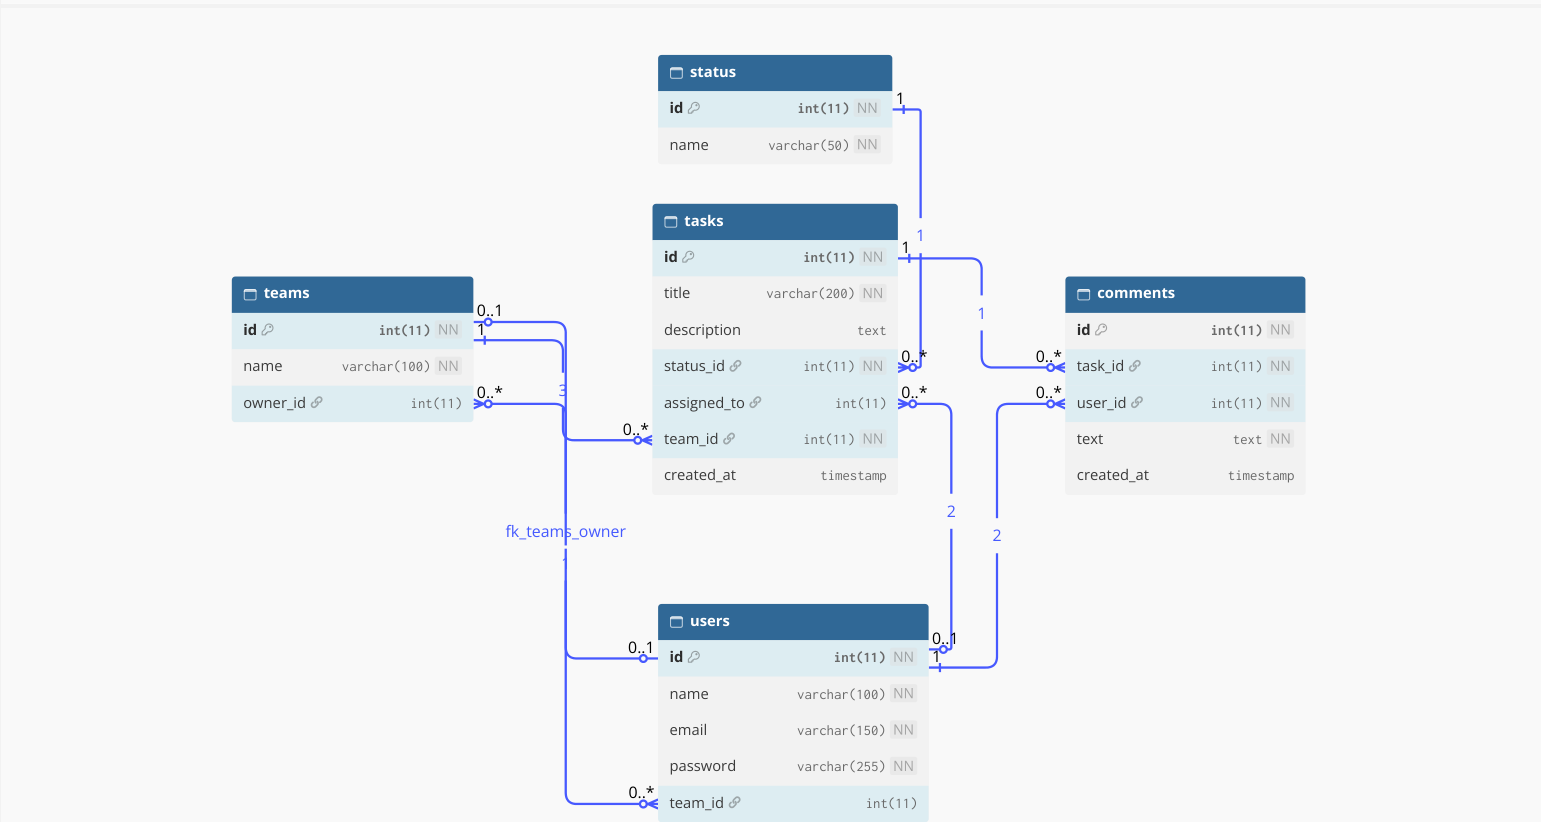 status
id int(11) NN
name varchar(50) NN
1
1
tasks
id int(11) NN
title varchar(200) NN
description text
status_id int(11) NN
assigned_to int(11)
team_id int(11) NN
created_at timestamp
1
1
0..*
0..*
0..*
teams
id int(11) NN
name varchar(100) NN
owner_id int(11)
0..1
1
3
0..*
comments
id int(11) NN
task_id int(11) NN
user_id int(11) NN
text text NN
created_at timestamp
0..*
0..*
2
2
fk_teams_owner
users
id int(11) NN
name varchar(100) NN
email varchar(150) NN
password varchar(255) NN
team_id int(11)
0..1
0..1
1
0..*